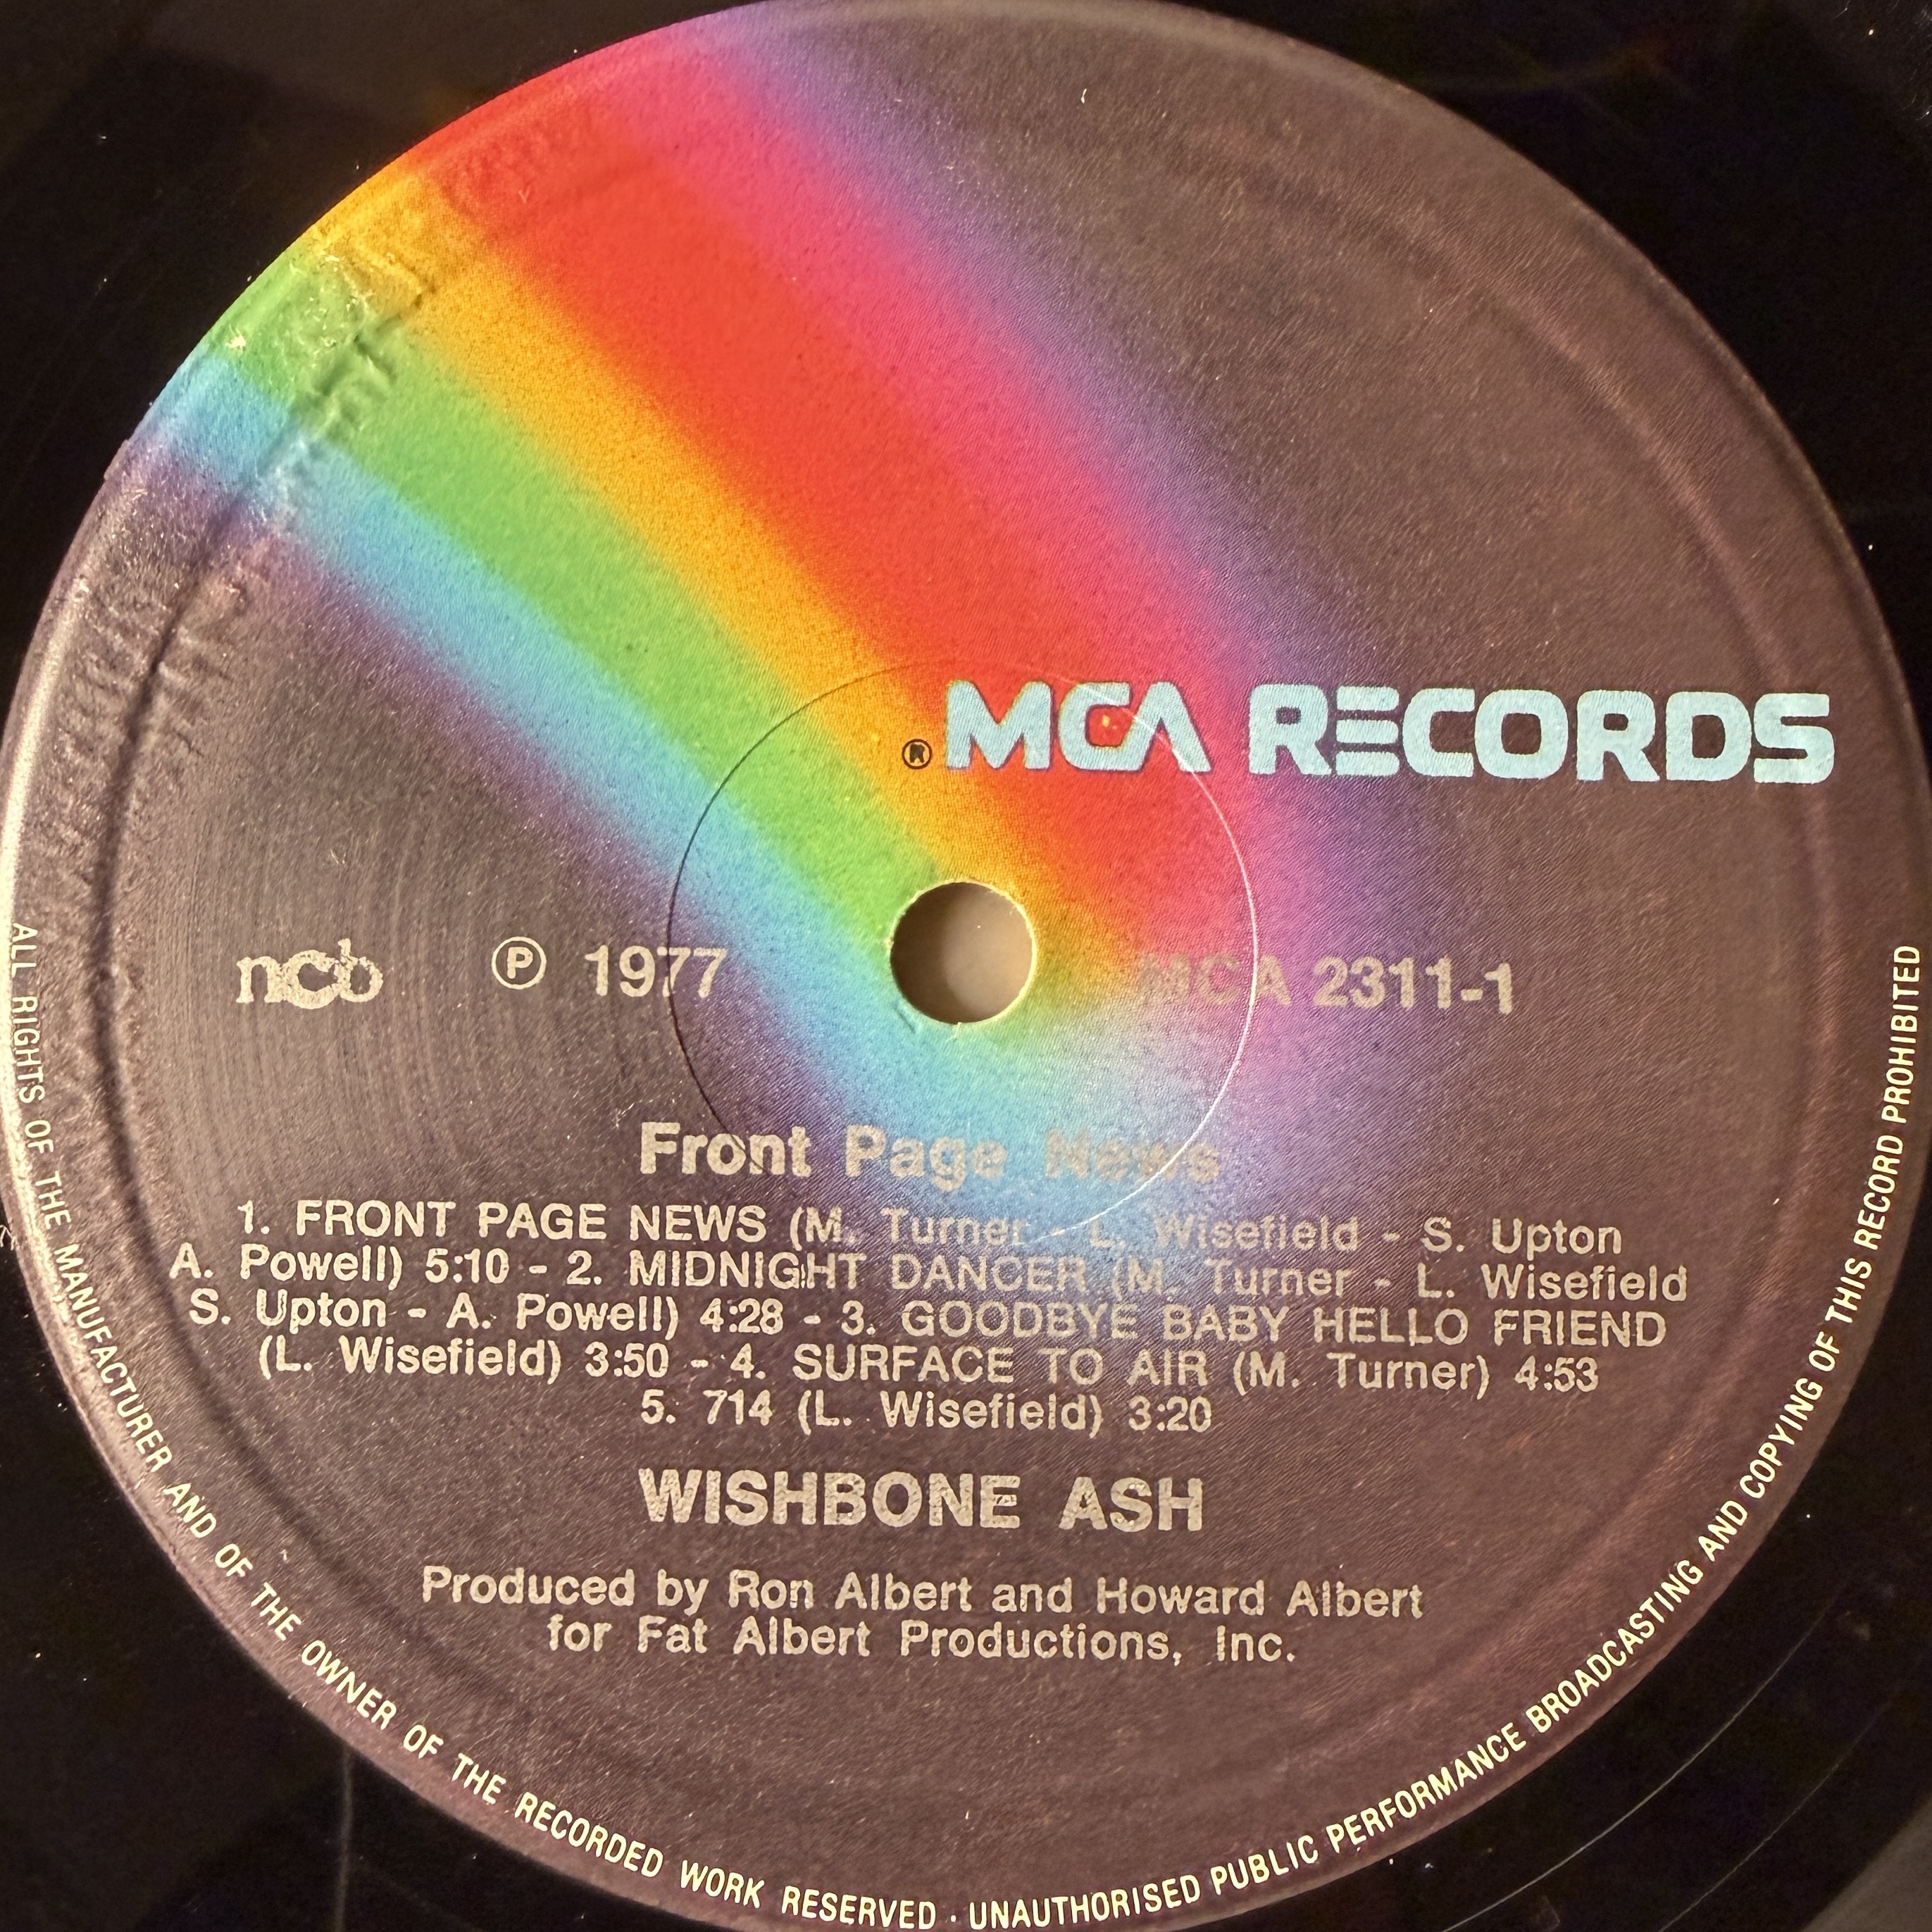 ® MCA RECORDS
ncb ℗ 1977 MCA 2311-1
Front Page News
1. FRONT PAGE NEWS (M. Turner - L. Wisefield - S. Upton
A. Powell) 5:10 - 2. MIDNIGHT DANCER (M. Turner - L. Wisefield
S. Upton - A. Powell) 4:28 - 3. GOODBYE BABY HELLO FRIEND
(L. Wisefield) 3:50 - 4. SURFACE TO AIR (M. Turner) 4:53
5. 714 (L. Wisefield) 3:20
WISHBONE ASH
Produced by Ron Albert and Howard Albert
for Fat Albert Productions, Inc.
ALL RIGHTS OF THE MANUFACTURER AND OF THE OWNER OF THE RECORDED WORK RESERVED · UNAUTHORISED PUBLIC PERFORMANCE BROADCASTING AND COPYING OF THIS RECORD PROHIBITED